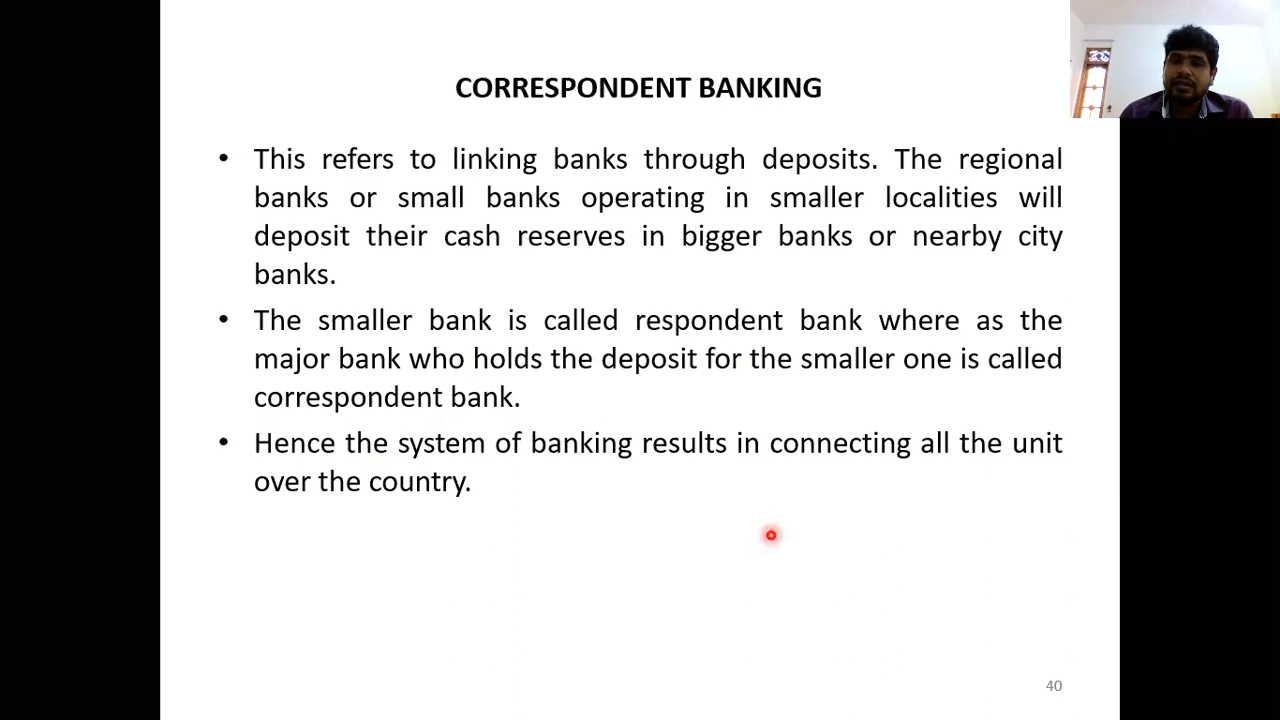 CORRESPONDENT BANKING
• This refers to linking banks through deposits. The regional
banks or small banks operating in smaller localities will
deposit their cash reserves in bigger banks or nearby city
banks.
• The smaller bank is called respondent bank where as the
major bank who holds the deposit for the smaller one is called
correspondent bank.
• Hence the system of banking results in connecting all the unit
over the country.
40